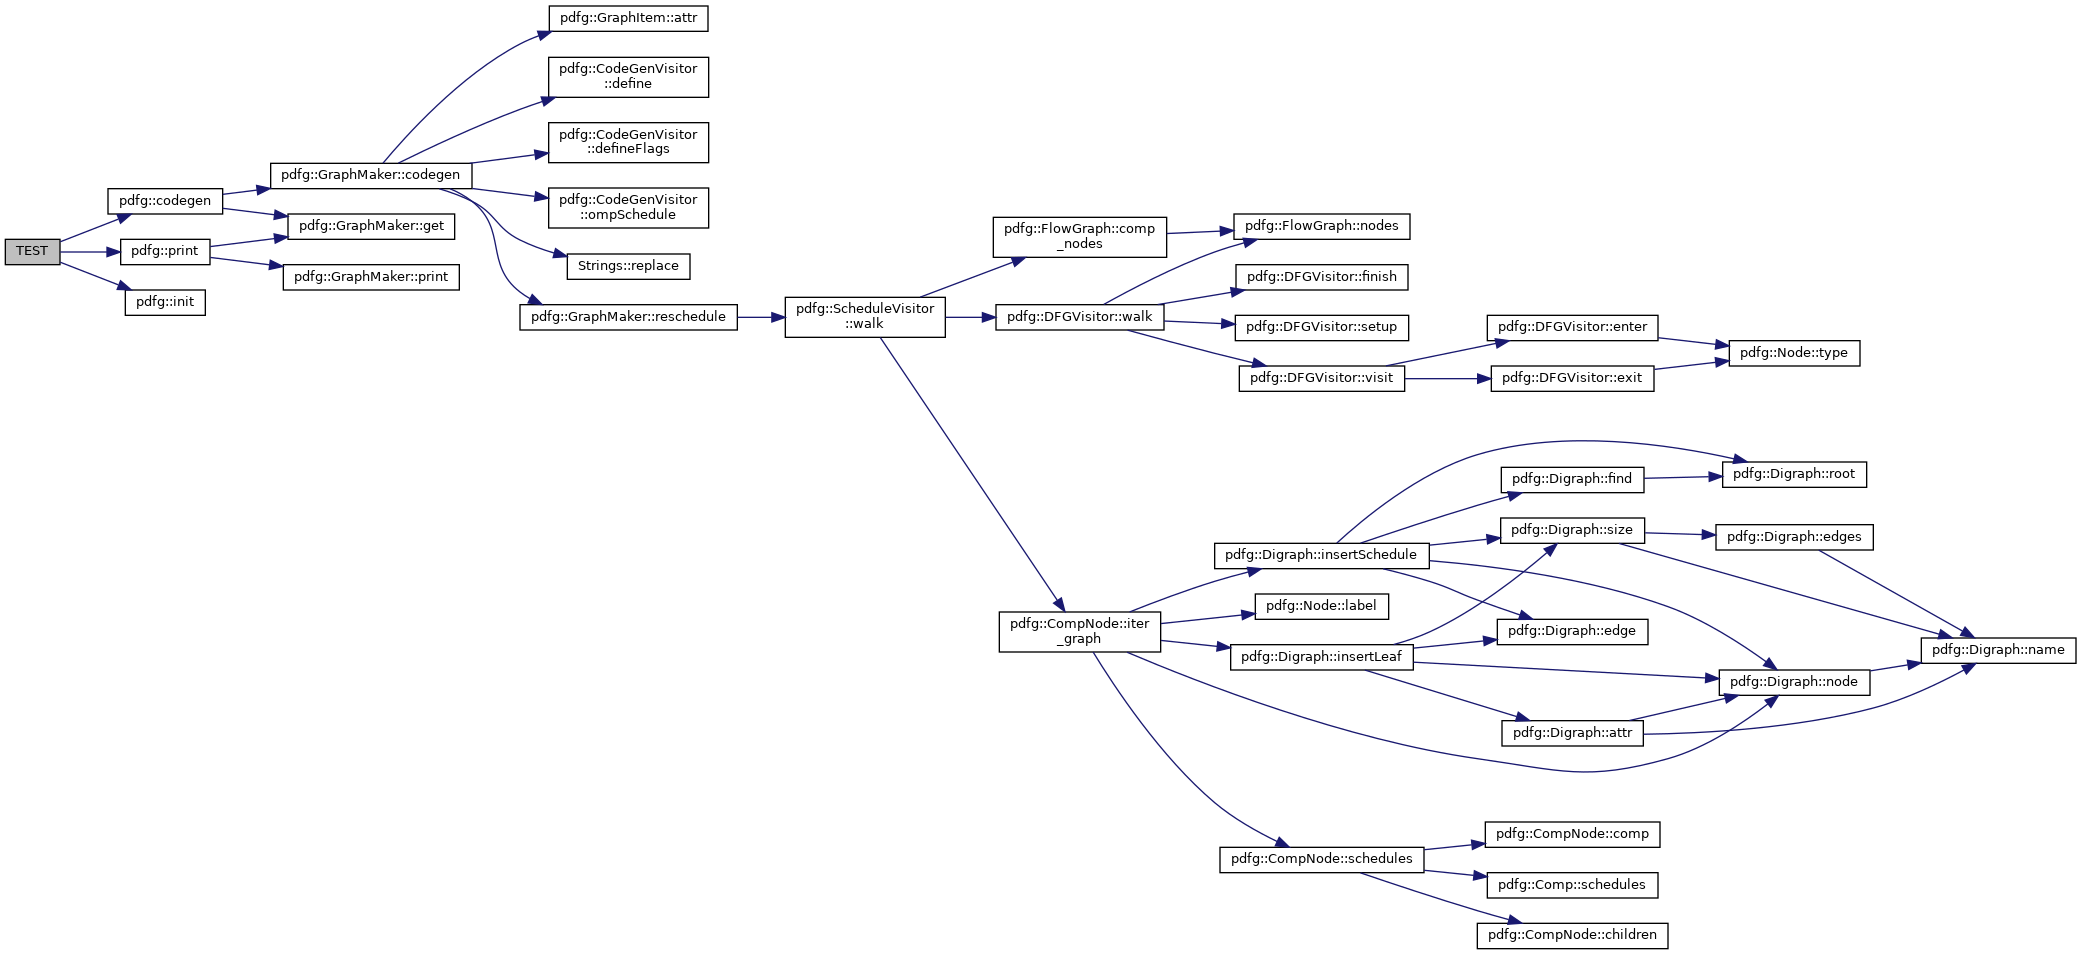 TEST
pdfg::codegen
pdfg::print
pdfg::init
pdfg::GraphMaker::codegen
pdfg::GraphMaker::get
pdfg::GraphMaker::print
pdfg::GraphItem::attr
pdfg::CodeGenVisitor
::define
pdfg::CodeGenVisitor
::defineFlags
pdfg::CodeGenVisitor
::ompSchedule
Strings::replace
pdfg::GraphMaker::reschedule
pdfg::ScheduleVisitor
::walk
pdfg::FlowGraph::comp
_nodes
pdfg::DFGVisitor::walk
pdfg::FlowGraph::nodes
pdfg::DFGVisitor::finish
pdfg::DFGVisitor::setup
pdfg::DFGVisitor::visit
pdfg::DFGVisitor::enter
pdfg::DFGVisitor::exit
pdfg::Node::type
pdfg::CompNode::iter
_graph
pdfg::Digraph::insertSchedule
pdfg::Node::label
pdfg::Digraph::insertLeaf
pdfg::Digraph::find
pdfg::Digraph::size
pdfg::Digraph::edge
pdfg::Digraph::attr
pdfg::Digraph::root
pdfg::Digraph::edges
pdfg::Digraph::node
pdfg::Digraph::name
pdfg::CompNode::schedules
pdfg::CompNode::comp
pdfg::Comp::schedules
pdfg::CompNode::children